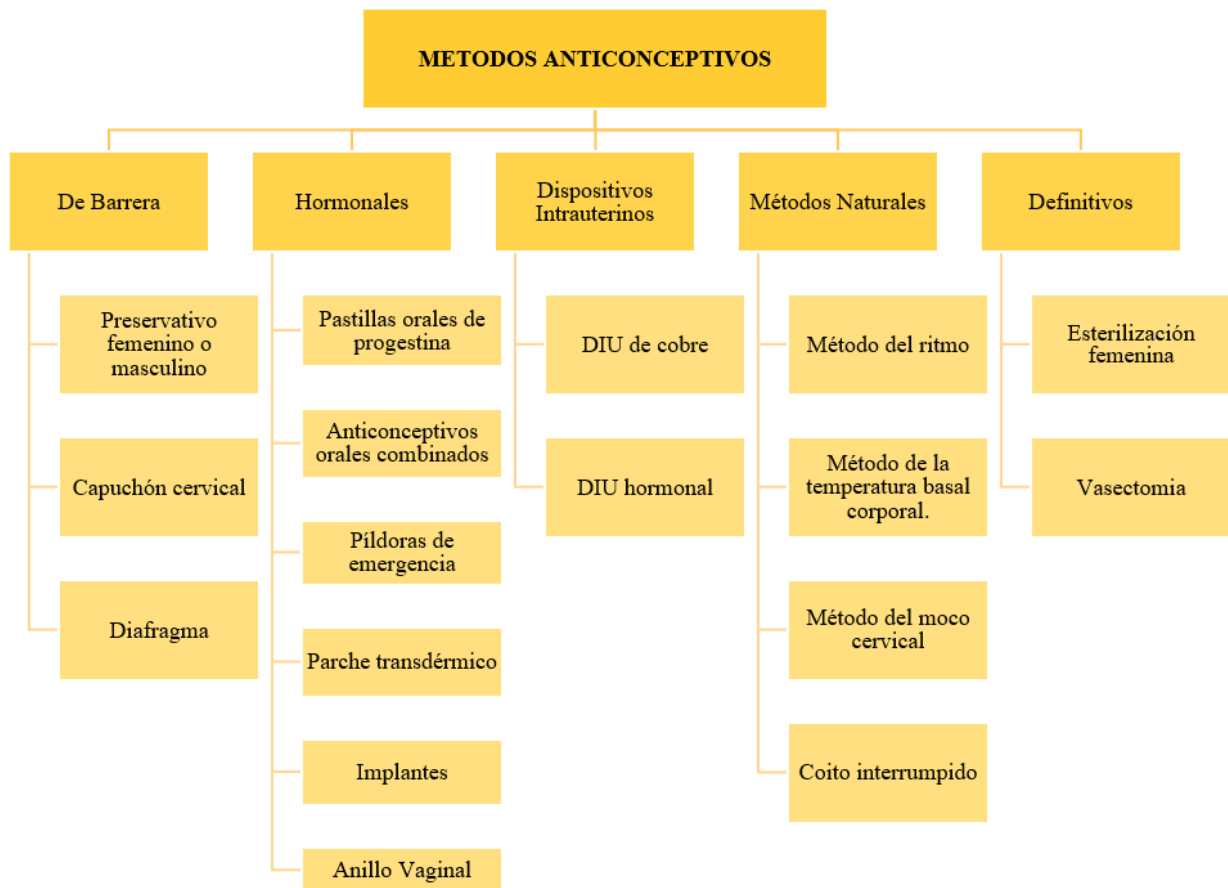 METODOS ANTICONCEPTIVOS
De Barrera
Preservativo
femenino o
masculino
Capuchón cervical
Diafragma
Hormonales
Pastillas orales de
progestina
Anticonceptivos
orales combinados
Píldoras de
emergencia
Parche transdérmico
Implantes
Anillo Vaginal
Dispositivos
Intrauterinos
DIU de cobre
DIU hormonal
Métodos Naturales
Método del ritmo
Método de la
temperatura basal
corporal.
Método del moco
cervical
Coito interrumpido
Definitivos
Esterilización
femenina
Vasectomia